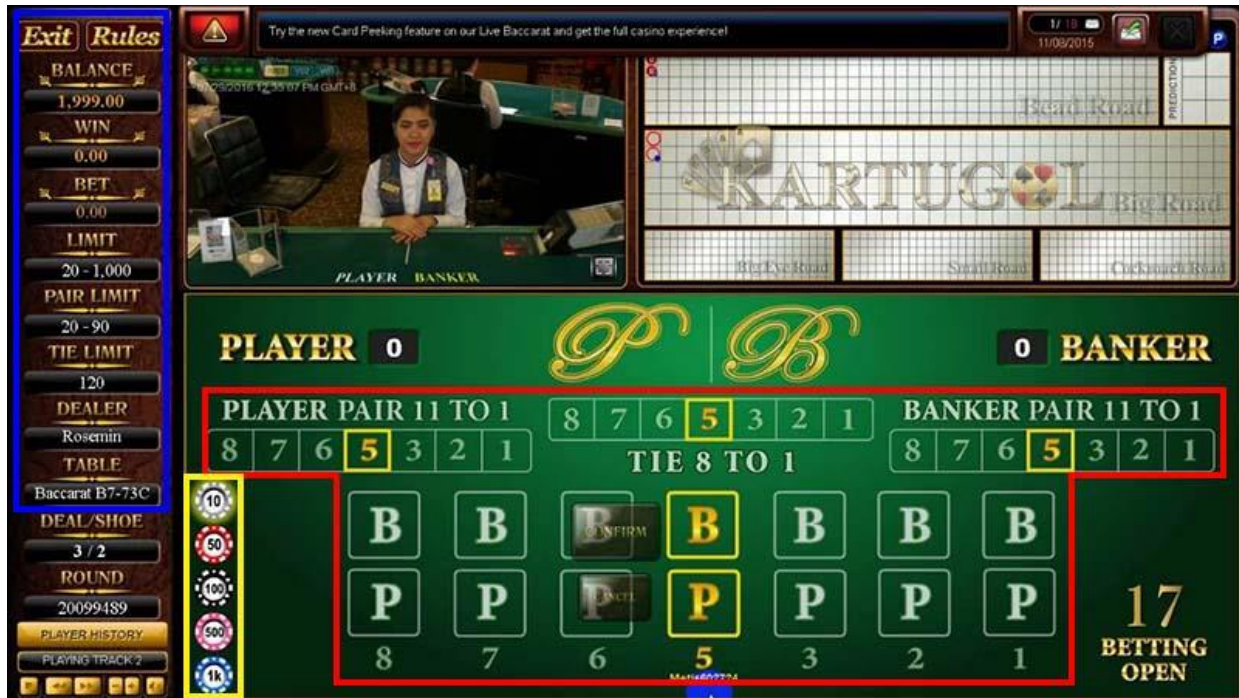 Exit Rules
BALANCE
1,999.00
WIN
0.00
BET
0.00
LIMIT
20 - 1,000
PAIR LIMIT
20 - 90
TIE LIMIT
120
DEALER
Rosemin
TABLE
Baccarat B7-73C
DEAL/SHOE
3 / 2
ROUND
20099489
PLAYER HISTORY
PLAYING TRACK 2
Try the new Card Peeking feature on our Live Baccarat and get the full casino experience!
1/ 18
11/08/2015
P
PLAYER BANKER
Bead Road
PREDICTION
KARTUGOL
Big Road
Big Eye Road
Small Road
Cockroach Road
PLAYER 0
P B
0 BANKER
PLAYER PAIR 11 TO 1
8 7 6 5 3 2 1
8 7 6 5 3 2 1
TIE 8 TO 1
BANKER PAIR 11 TO 1
8 7 6 5 3 2 1
10
50
100
500
1k
B B B B B B B
CONFIRM
P P P P P P P
CANCEL
8 7 6 5 3 2 1
17
BETTING
OPEN